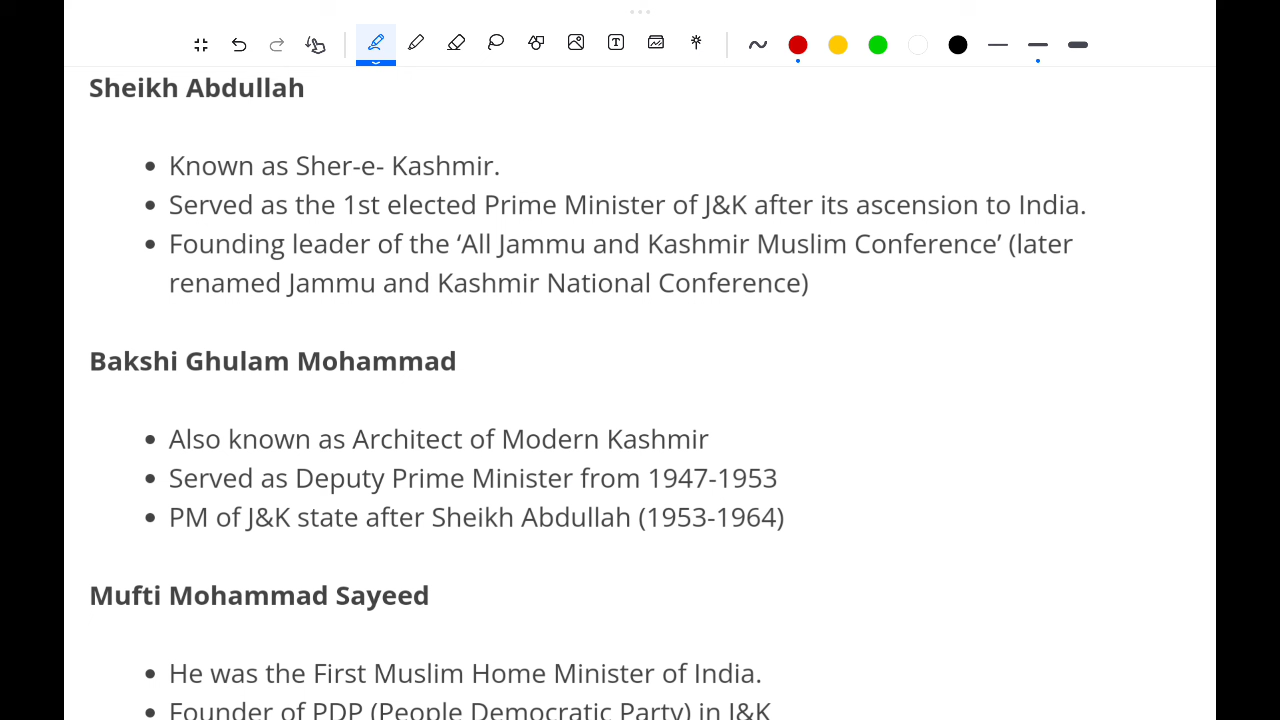 Sheikh Abdullah
• Known as Sher-e- Kashmir.
• Served as the 1st elected Prime Minister of J&K after its ascension to India.
• Founding leader of the ‘All Jammu and Kashmir Muslim Conference’ (later
renamed Jammu and Kashmir National Conference)
Bakshi Ghulam Mohammad
• Also known as Architect of Modern Kashmir
• Served as Deputy Prime Minister from 1947-1953
• PM of J&K state after Sheikh Abdullah (1953-1964)
Mufti Mohammad Sayeed
• He was the First Muslim Home Minister of India.
• Founder of PDP (People Democratic Party) in J&K